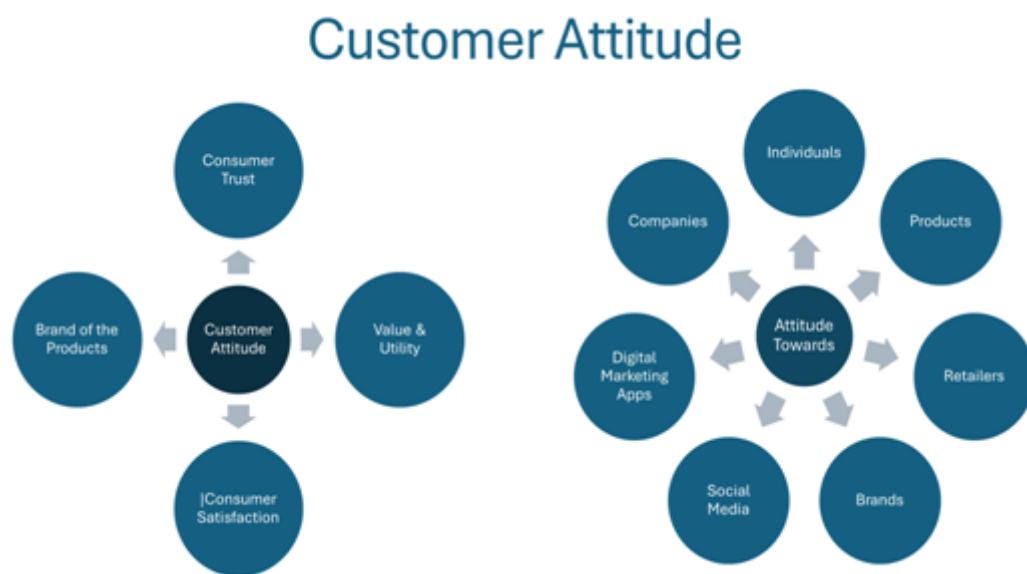 Customer Attitude
Consumer
Trust
Brand of the
Products
Customer
Attitude
Value &
Utility
|Consumer
Satisfaction
Individuals
Companies
Products
Attitude
Towards
Digital
Marketing
Apps
Retailers
Social
Media
Brands